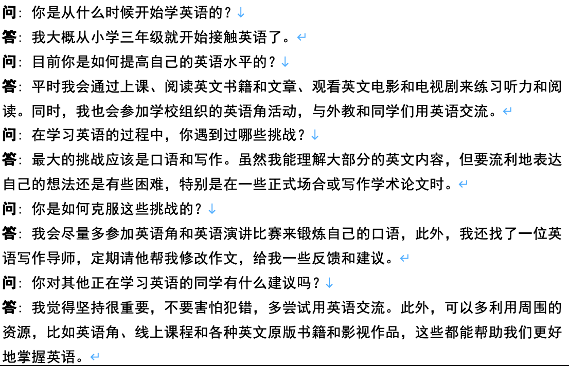 问：你是从什么时候开始学英语的？↓
答：我大概从小学三年级就开始接触英语了。↵
问：目前你是如何提高自己的英语水平的？↓
答：平时我会通过上课、阅读英文书籍和文章、观看英文电影和电视剧来练习听力和阅
读。同时，我也会参加学校组织的英语角活动，与外教和同学们用英语交流。↵
问：在学习英语的过程中，你遇到过哪些挑战？↓
答：最大的挑战应该是口语和写作。虽然我能理解大部分的英文内容，但要流利地表达
自己的想法还是有些困难，特别是在一些正式场合或写作学术论文时。↵
问：你是如何克服这些挑战的？↓
答：我会尽量多参加英语角和英语演讲比赛来锻炼自己的口语，此外，我还找了一位英
语写作导师，定期请他帮我修改作文，给我一些反馈和建议。↵
问：你对其他正在学习英语的同学有什么建议吗？↓
答：我觉得坚持很重要，不要害怕犯错，多尝试用英语交流。此外，可以多利用周围的
资源，比如英语角、线上课程和各种英文原版书籍和影视作品，这些都能帮助我们更好
地掌握英语。↵